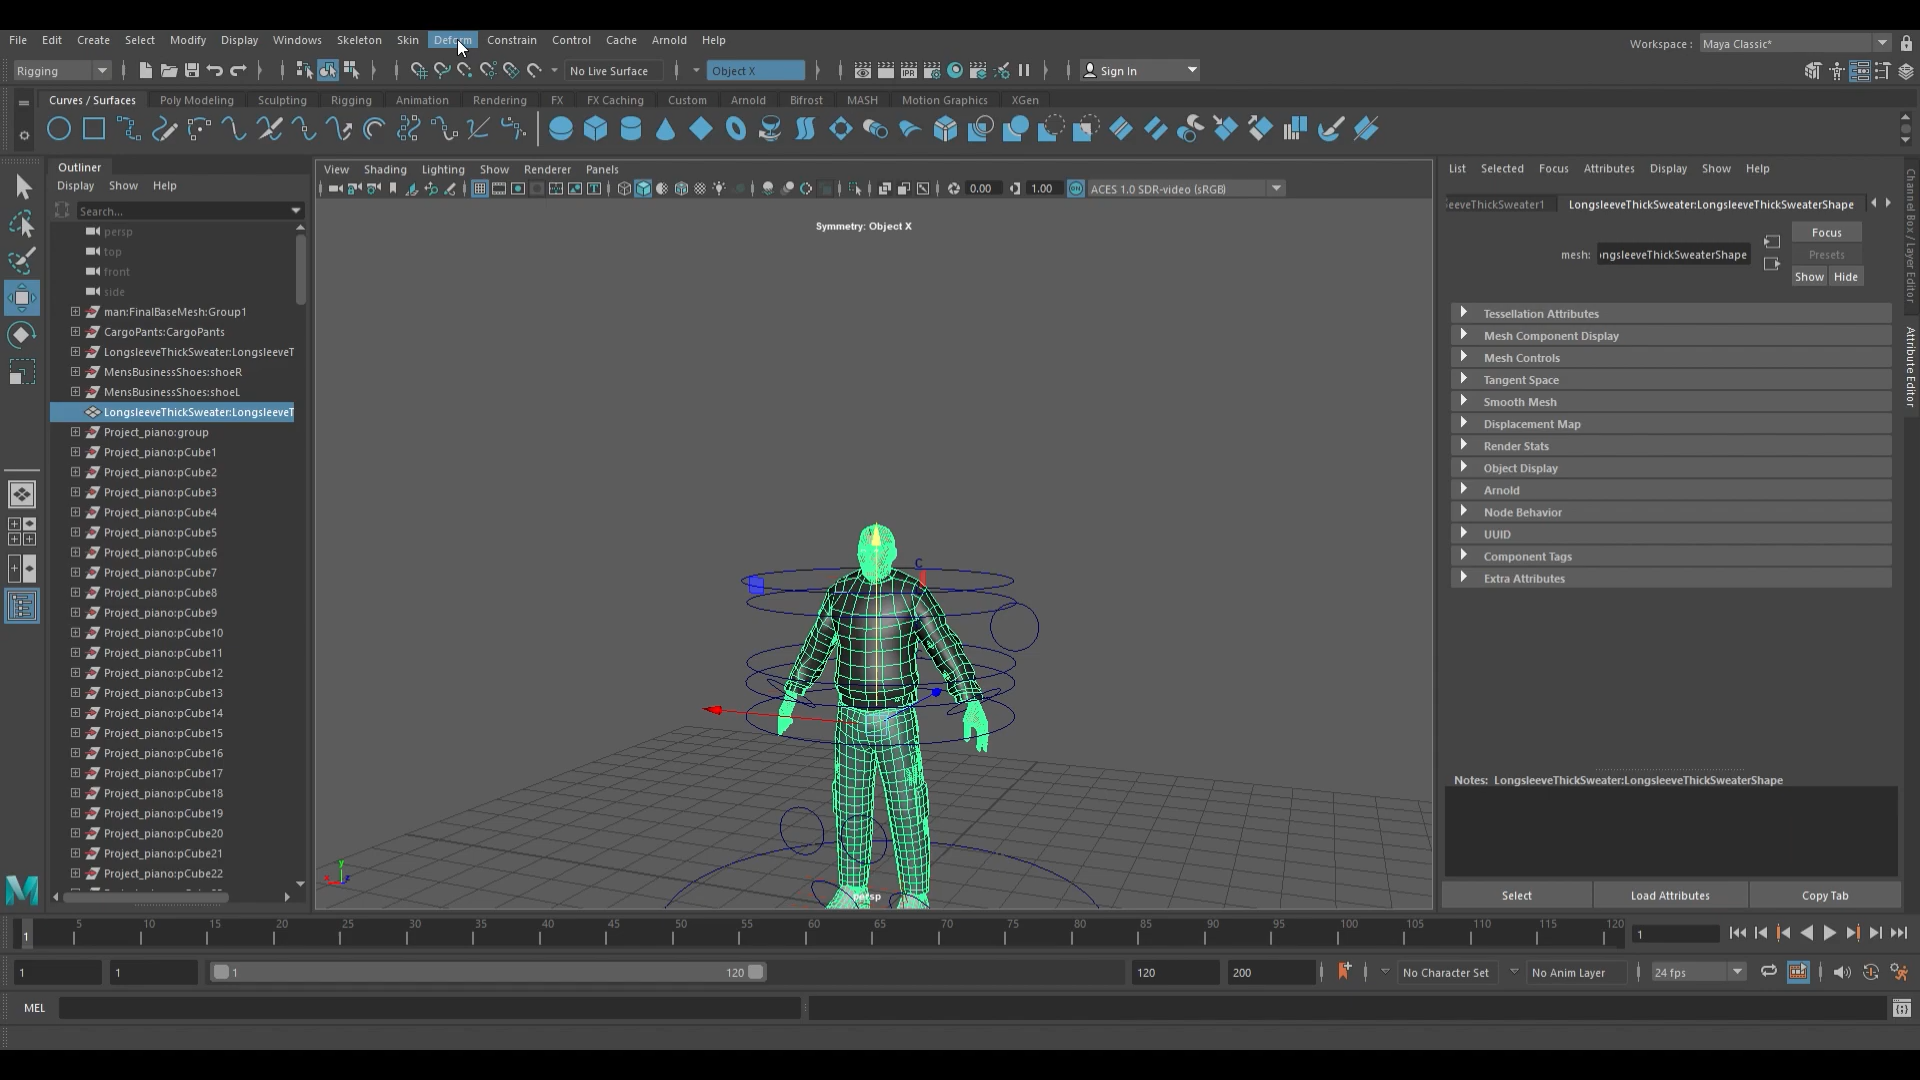 File Edit Create Select Modify Display Windows Skeleton Skin Deform Constrain Control Cache Arnold Help
Workspace : Maya Classic*
Rigging No Live Surface Object X Sign In
Curves / Surfaces Poly Modeling Sculpting Rigging Animation Rendering FX FX Caching Custom Arnold Bifrost MASH Motion Graphics XGen
Outliner
Display Show Help
Search...
persp
top
front
side
man:FinalBaseMesh:Group1
CargoPants:CargoPants
LongsleeveThickSweater:LongsleeveT
MensBusinessShoes:shoeR
MensBusinessShoes:shoeL
LongsleeveThickSweater:LongsleeveT
Project_piano:group
Project_piano:pCube1
Project_piano:pCube2
Project_piano:pCube3
Project_piano:pCube4
Project_piano:pCube5
Project_piano:pCube6
Project_piano:pCube7
Project_piano:pCube8
Project_piano:pCube9
Project_piano:pCube10
Project_piano:pCube11
Project_piano:pCube12
Project_piano:pCube13
Project_piano:pCube14
Project_piano:pCube15
Project_piano:pCube16
Project_piano:pCube17
Project_piano:pCube18
Project_piano:pCube19
Project_piano:pCube20
Project_piano:pCube21
Project_piano:pCube22
View Shading Lighting Show Renderer Panels
0.00 1.00 ACES 1.0 SDR-video (sRGB)
Symmetry: Object X
C
y
persp
List Selected Focus Attributes Display Show Help
eeveThickSweater1 LongsleeveThickSweater:LongsleeveThickSweaterShape
mesh: ngsleeveThickSweaterShape
Focus
Presets
Show Hide
Tessellation Attributes
Mesh Component Display
Mesh Controls
Tangent Space
Smooth Mesh
Displacement Map
Render Stats
Object Display
Arnold
Node Behavior
UUID
Component Tags
Extra Attributes
Notes: LongsleeveThickSweater:LongsleeveThickSweaterShape
Select Load Attributes Copy Tab
Channel Box / Layer Editor
Attribute Editor
1 5 10 15 20 25 30 35 40 45 50 55 60 65 70 75 80 85 90 95 100 105 110 115 120 1
1 1 1 120 120 200 No Character Set No Anim Layer 24 fps
MEL